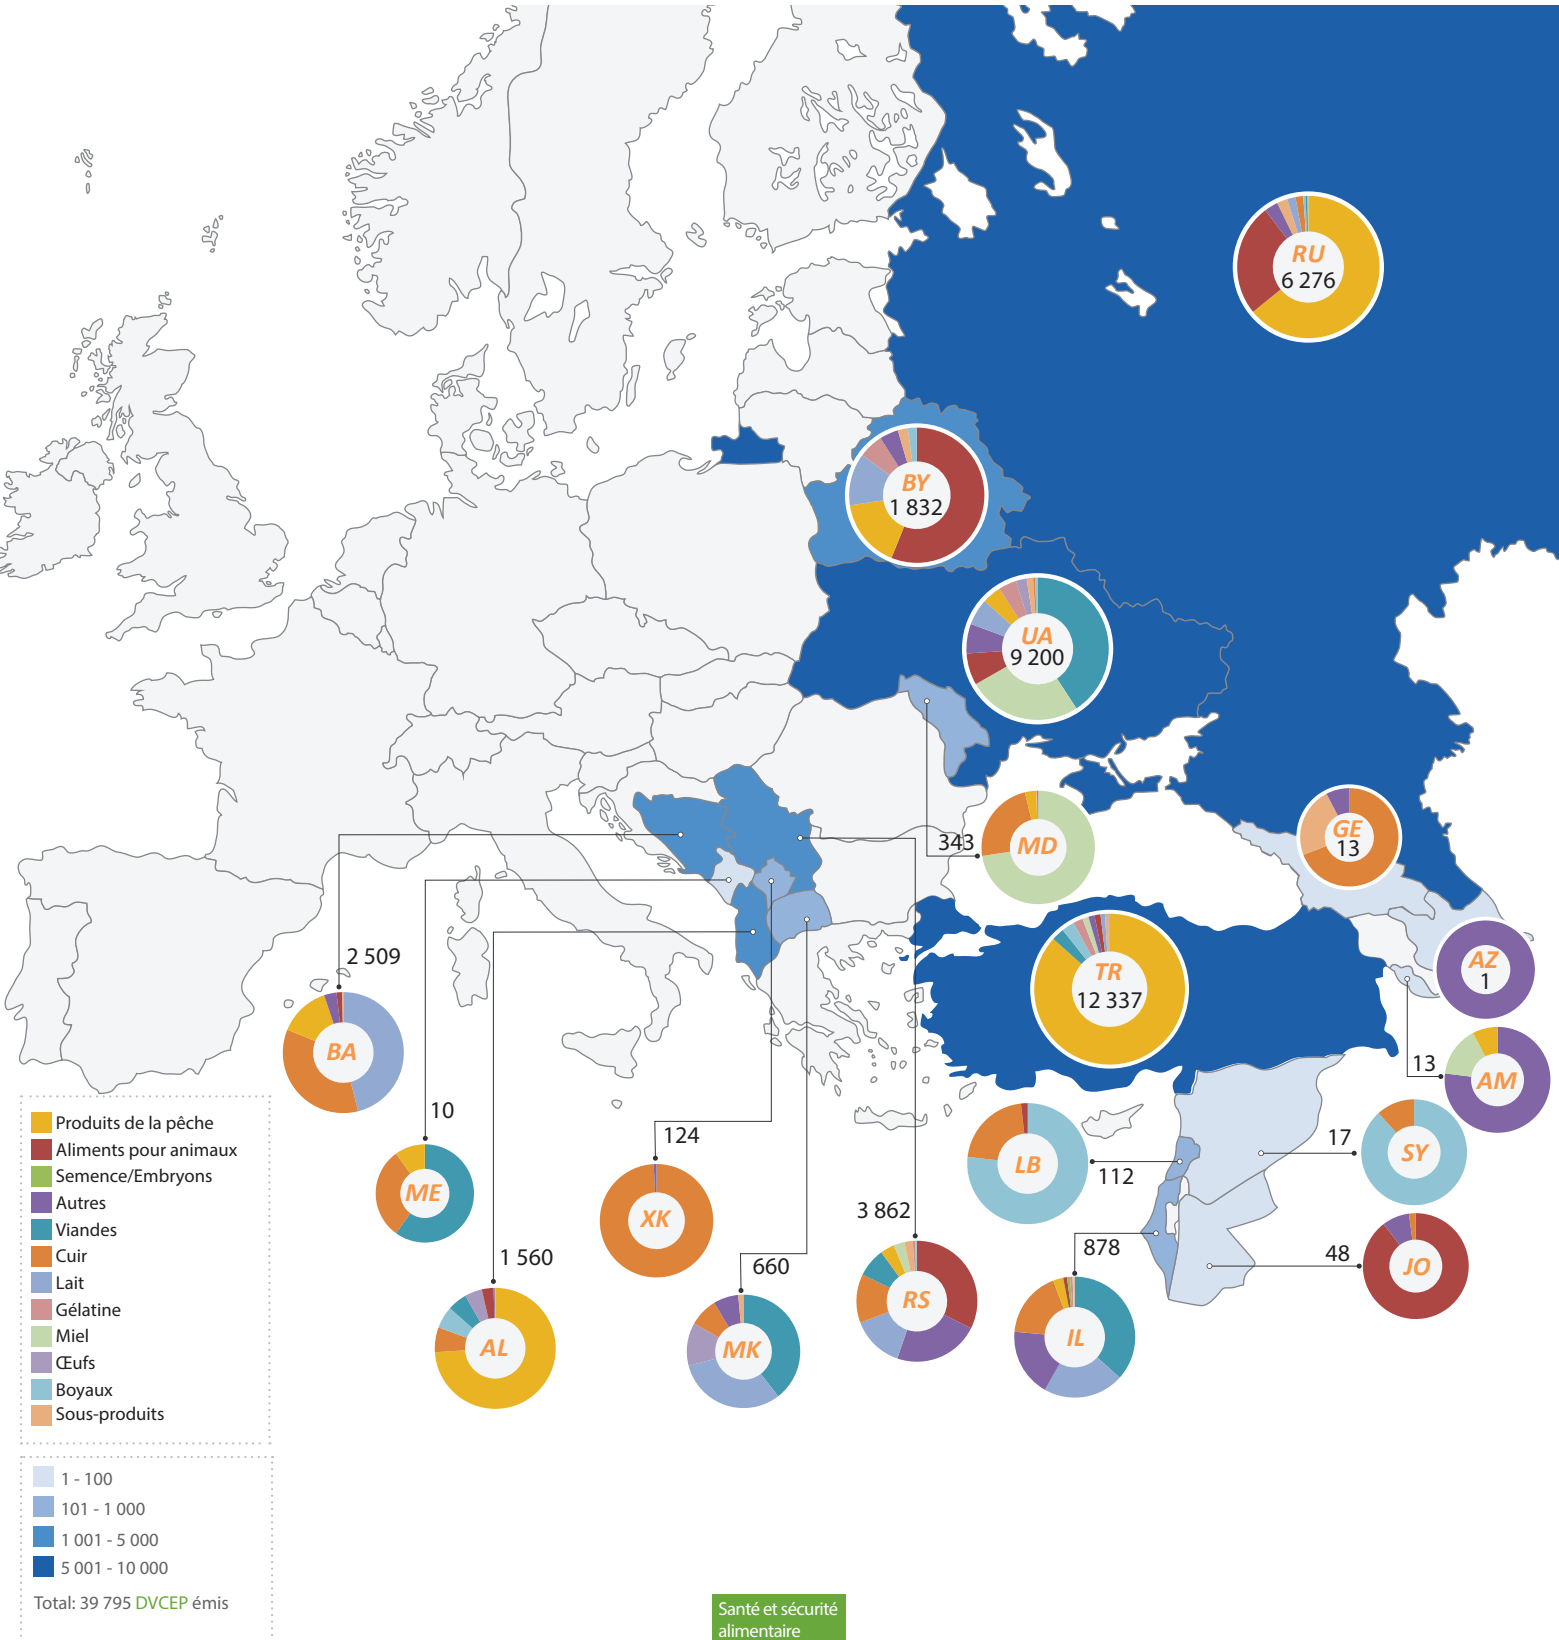 RU
6 276
BY
1 832
UA
9 200
343
MD
GE
13
2 509
BA
TR
12 337
AZ
1
13
AM
10
ME
124
XK
LB
112
17
SY
3 862
RS
878
IL
48
JO
1 560
AL
660
MK
Produits de la pêche
Aliments pour animaux
Semence/Embryons
Autres
Viandes
Cuir
Lait
Gélatine
Miel
Œufs
Boyaux
Sous-produits
1 - 100
101 - 1 000
1 001 - 5 000
5 001 - 10 000
Total: 39 795 DVCEP émis
Santé et sécurité
alimentaire